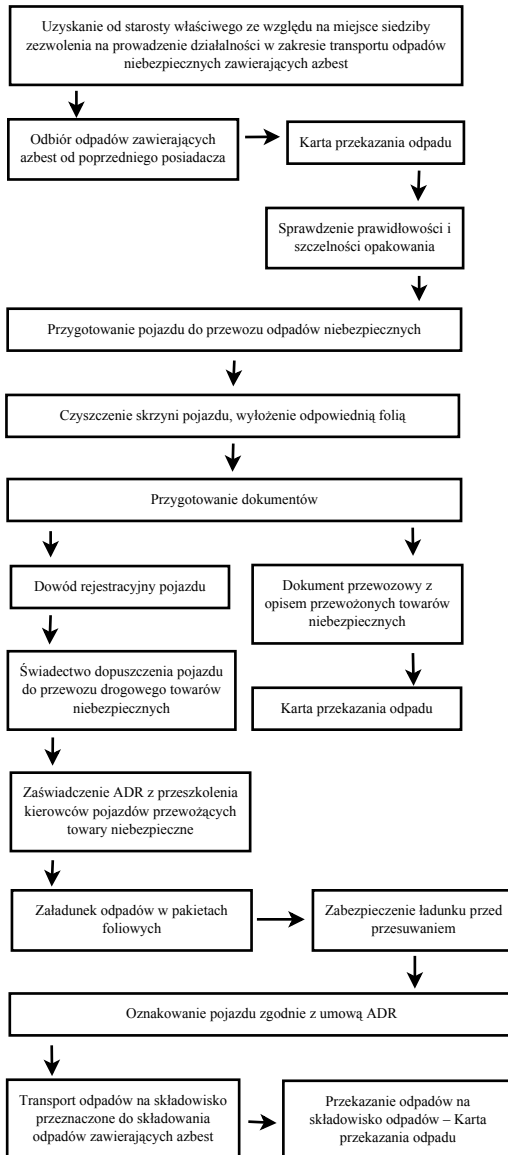 Uzyskanie od starosty właściwego ze względu na miejsce siedziby
zezwolenia na prowadzenie działalności w zakresie transportu odpadów
niebezpiecznych zawierających azbest
Odbiór odpadów zawierających
azbest od poprzedniego posiadacza
Karta przekazania odpadu
Sprawdzenie prawidłowości i
szczelności opakowania
Przygotowanie pojazdu do przewozu odpadów niebezpiecznych
Czyszczenie skrzyni pojazdu, wyłożenie odpowiednią folią
Przygotowanie dokumentów
Dowód rejestracyjny pojazdu
Świadectwo dopuszczenia pojazdu
do przewozu drogowego towarów
niebezpiecznych
Zaświadczenie ADR z przeszkolenia
kierowców pojazdów przewożących
towary niebezpieczne
Dokument przewozowy z
opisem przewożonych towarów
niebezpiecznych
Karta przekazania odpadu
Załadunek odpadów w pakietach
foliowych
Zabezpieczenie ładunku przed
przesuwaniem
Oznakowanie pojazdu zgodnie z umową ADR
Transport odpadów na składowisko
przeznaczone do składowania
odpadów zawierających azbest
Przekazanie odpadów na
składowisko odpadów – Karta
przekazania odpadu